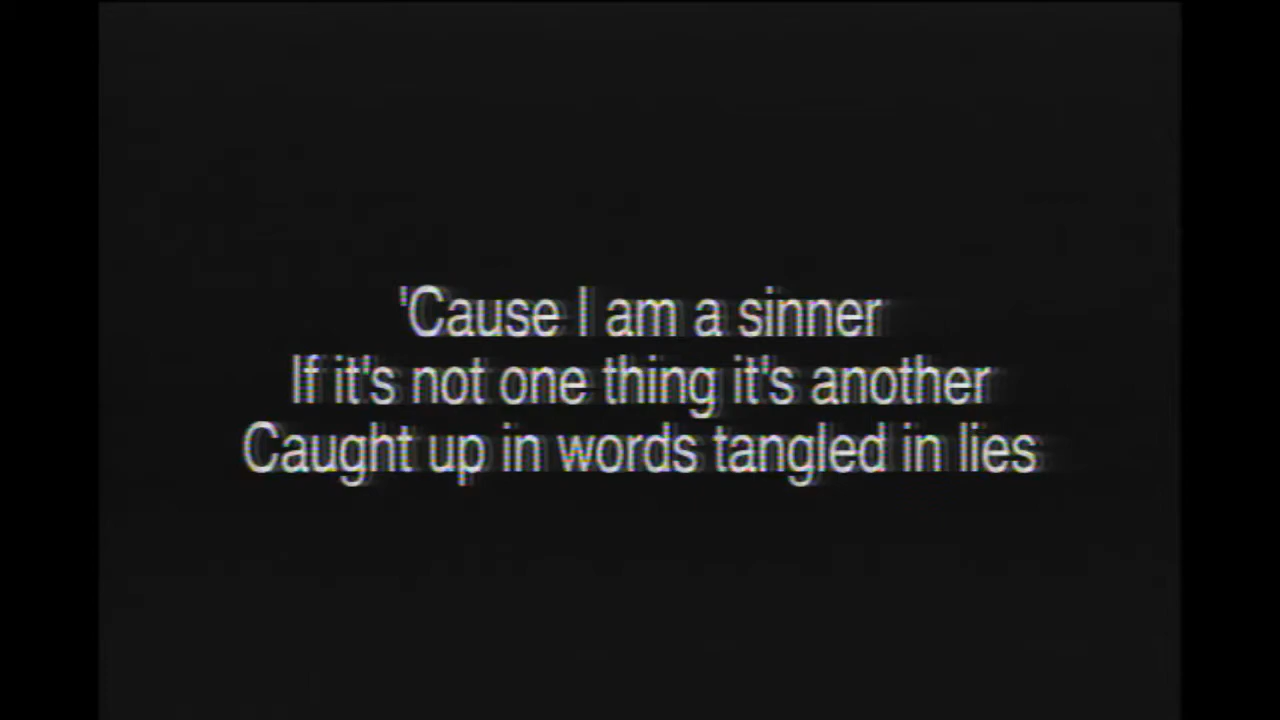 'Cause I am a sinner
If it's not one thing it's another
Caught up in words tangled in lies